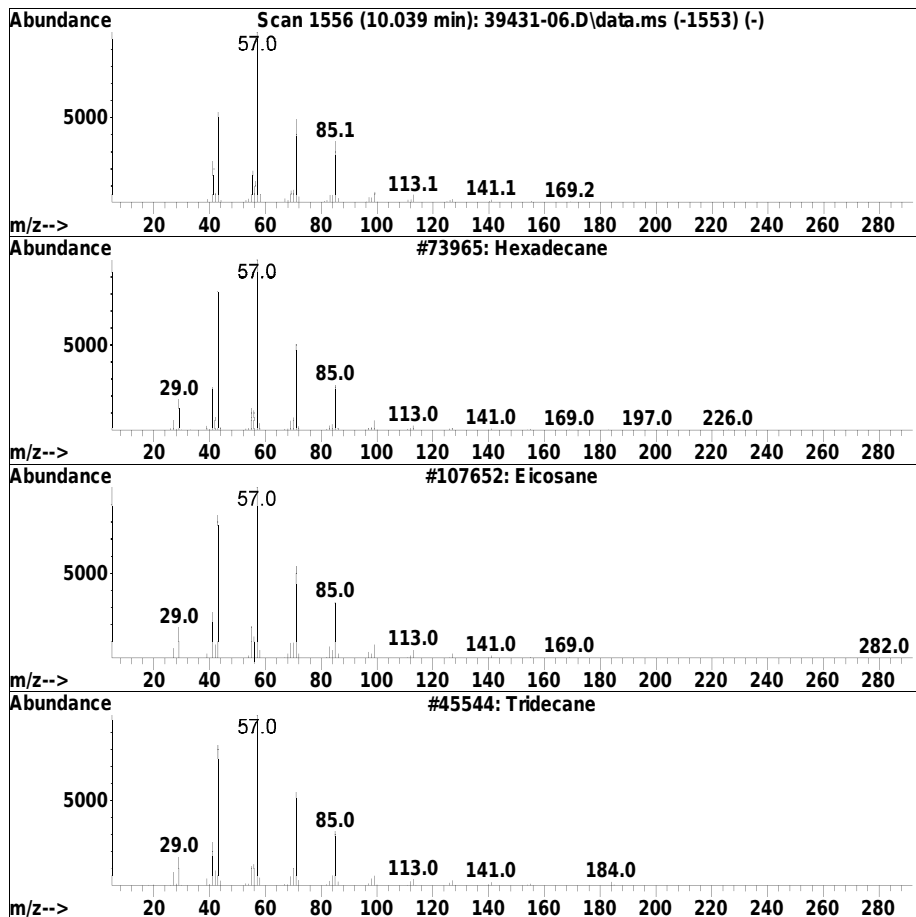 Abundance Scan 1556 (10.039 min): 39431-06.D\data.ms (-1553) (-)
57.0
5000
85.1
113.1 141.1 169.2
m/z--> 20 40 60 80 100 120 140 160 180 200 220 240 260 280
Abundance #73965: Hexadecane
57.0
5000
29.0 85.0
113.0 141.0 169.0 197.0 226.0
m/z--> 20 40 60 80 100 120 140 160 180 200 220 240 260 280
Abundance #107652: Eicosane
57.0
5000
29.0 85.0
113.0 141.0 169.0 282.0
m/z--> 20 40 60 80 100 120 140 160 180 200 220 240 260 280
Abundance #45544: Tridecane
57.0
5000
29.0 85.0
113.0 141.0 184.0
m/z--> 20 40 60 80 100 120 140 160 180 200 220 240 260 280